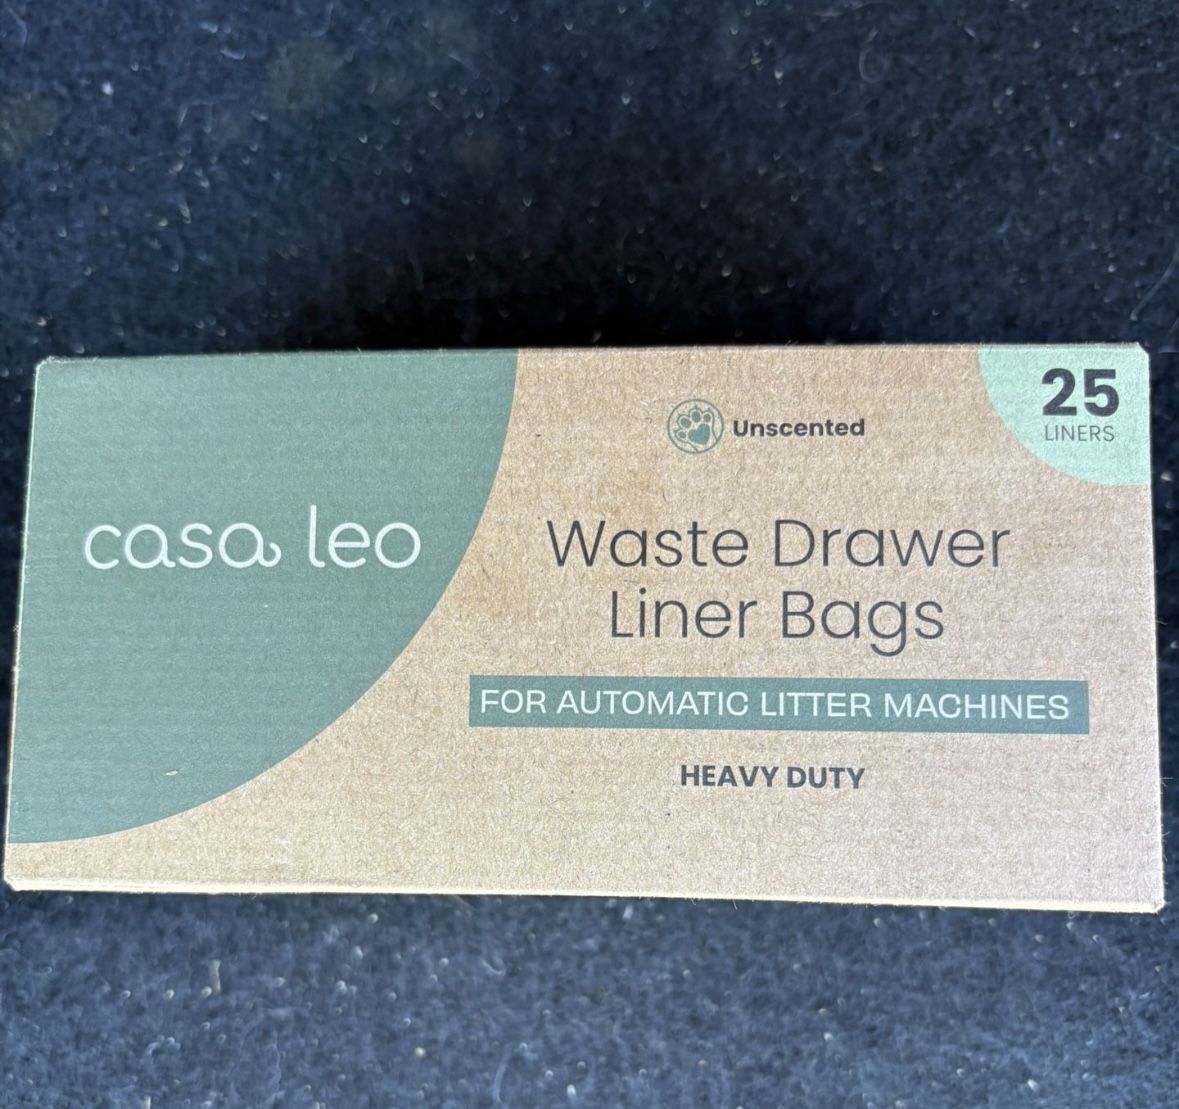 casa leo
Unscented
25
LINERS
Waste Drawer
Liner Bags
FOR AUTOMATIC LITTER MACHINES
HEAVY DUTY